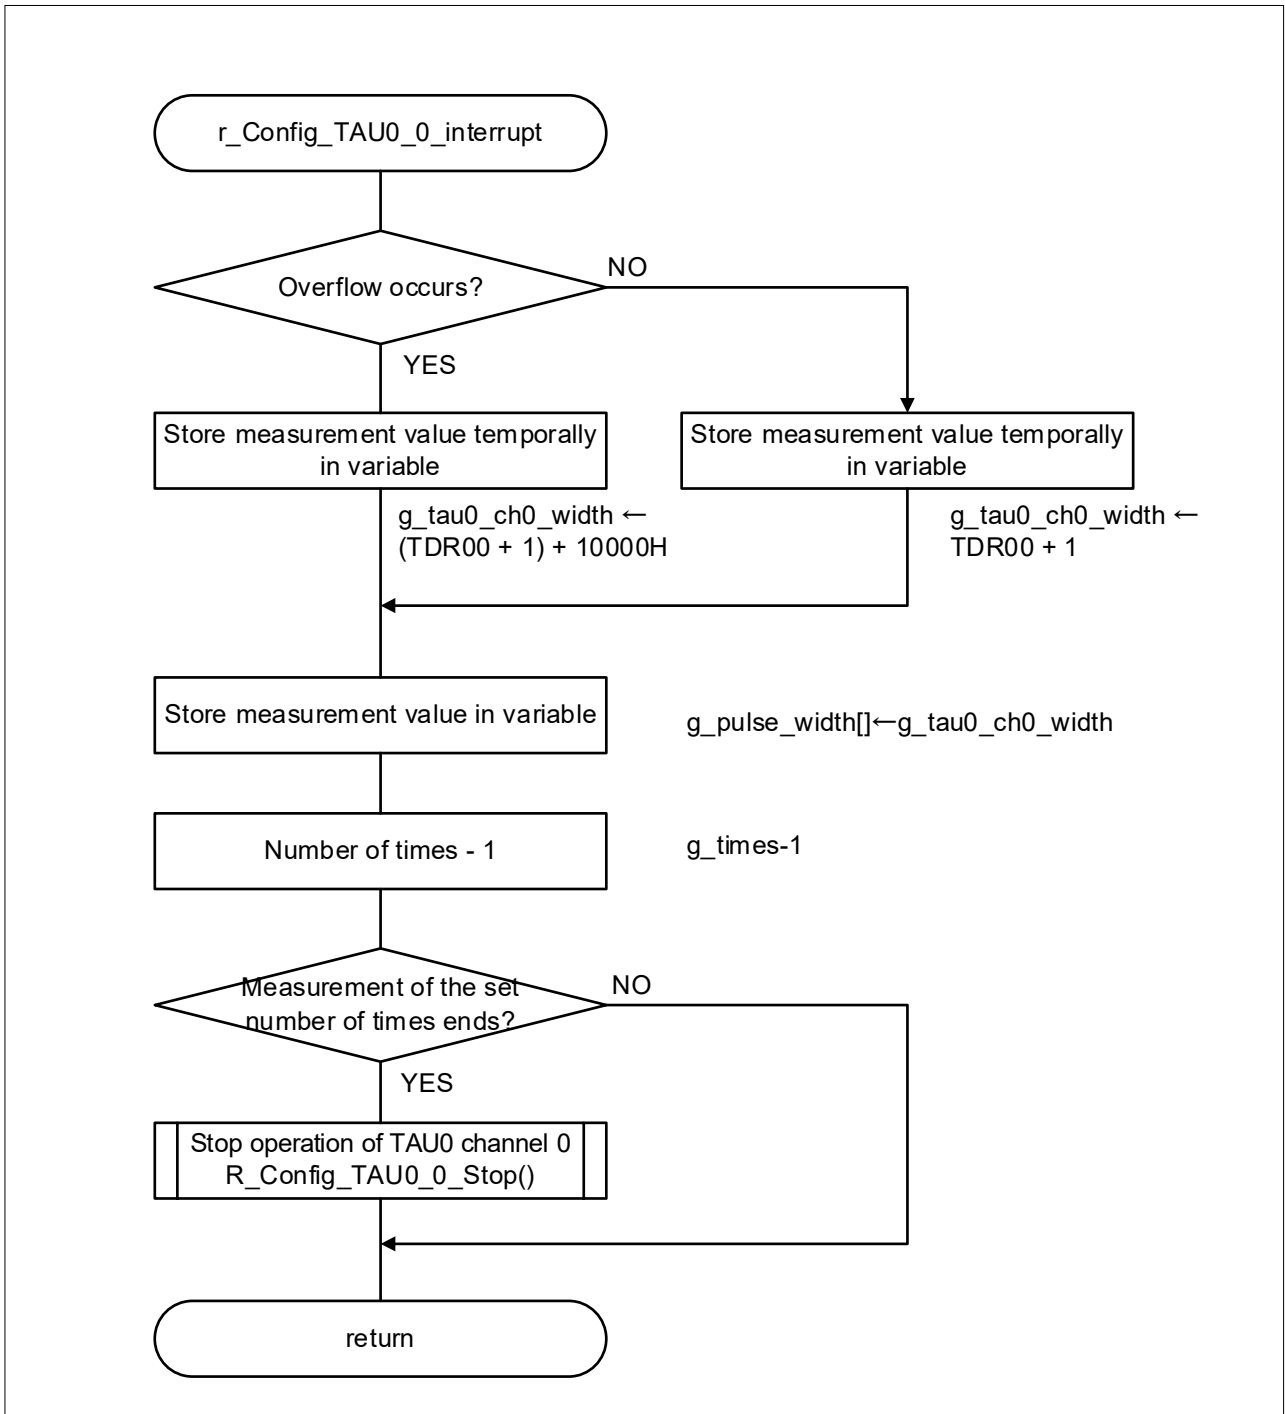 r_Config_TAU0_0_interrupt
Overflow occurs?
NO
YES
Store measurement value temporally
in variable
Store measurement value temporally
in variable
g_tau0_ch0_width ←
(TDR00 + 1) + 10000H
g_tau0_ch0_width ←
TDR00 + 1
Store measurement value in variable
g_pulse_width[]←g_tau0_ch0_width
Number of times - 1
g_times-1
Measurement of the set
number of times ends?
NO
YES
Stop operation of TAU0 channel 0
R_Config_TAU0_0_Stop()
return